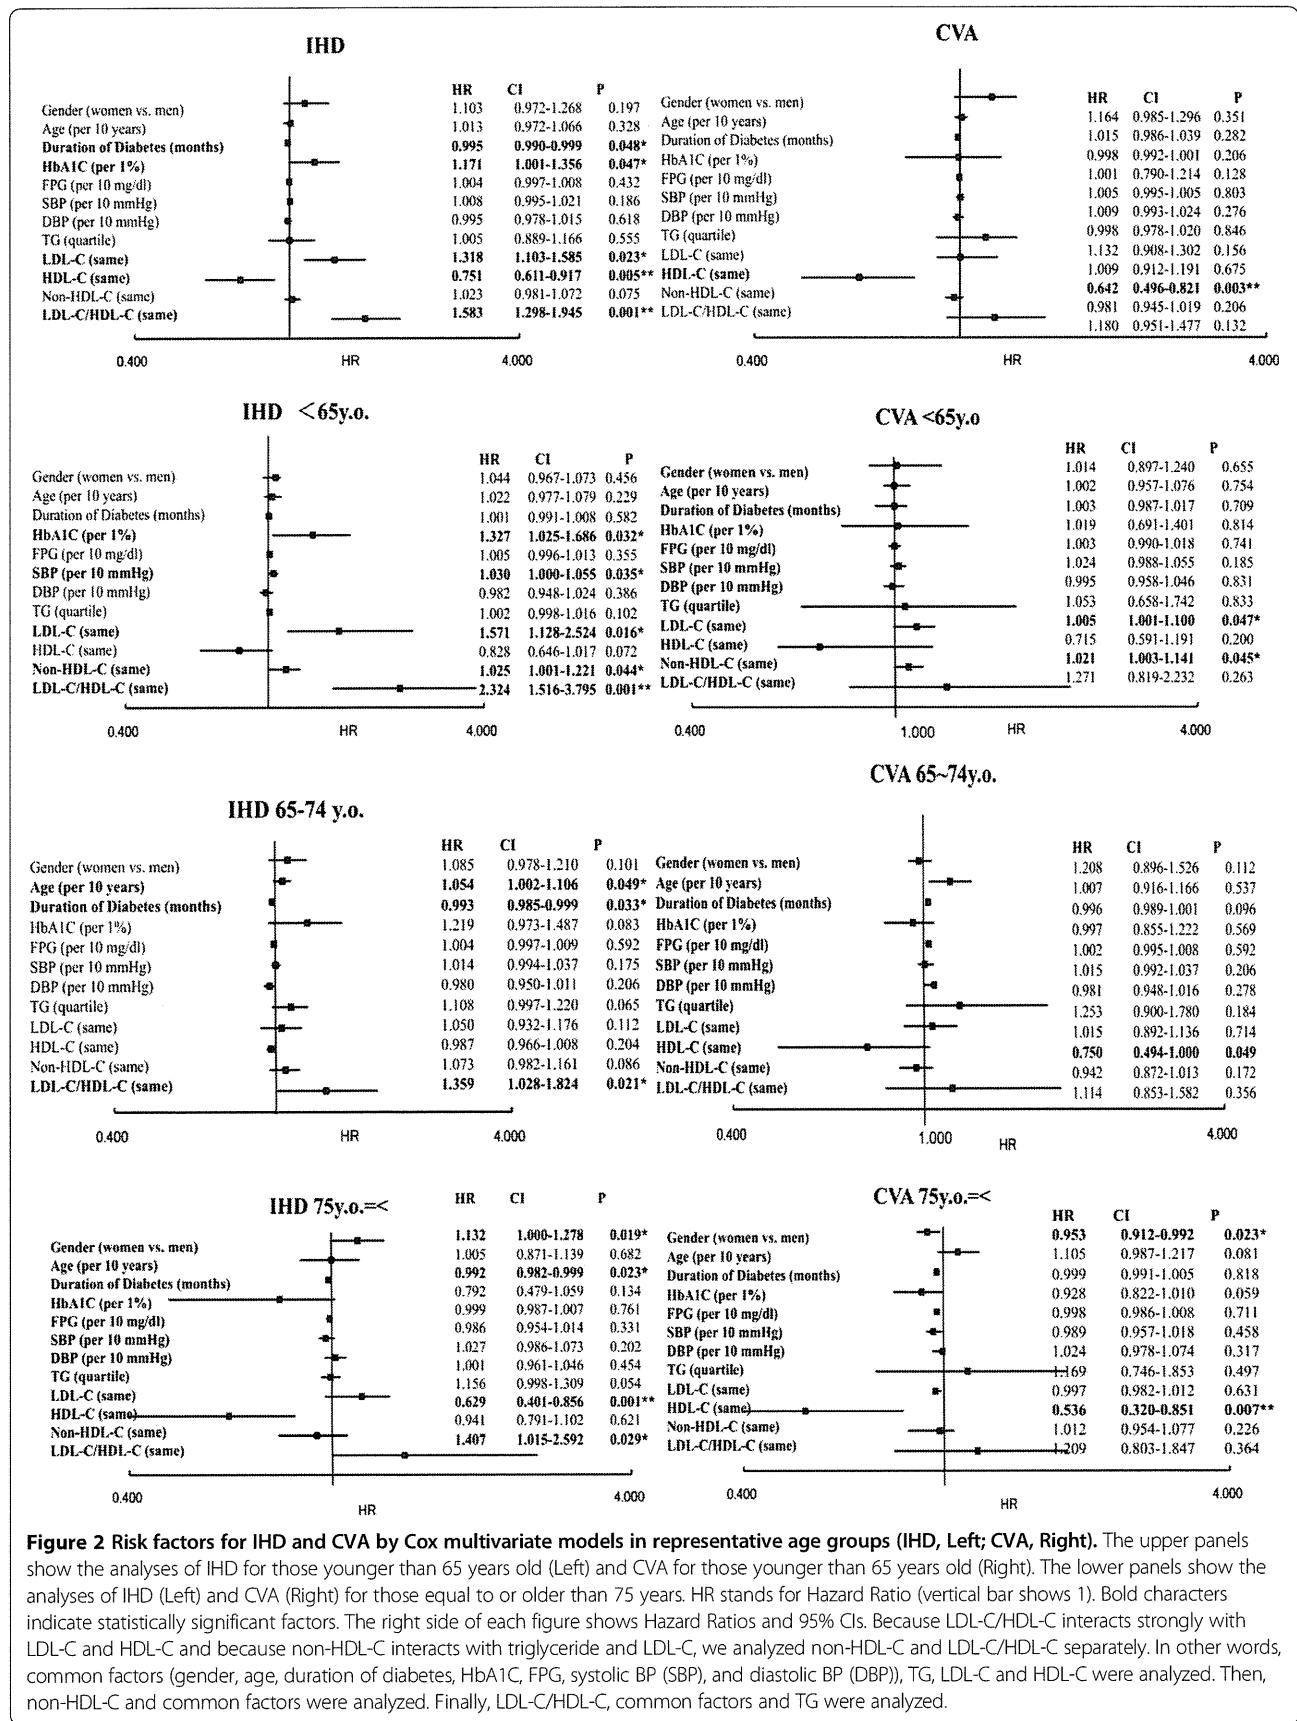 IHD
HR CI P
Gender (women vs. men) 1.103 0.972-1.268 0.197
Age (per 10 years) 1.013 0.972-1.066 0.328
Duration of Diabetes (months) 0.995 0.990-0.999 0.048*
HbA1C (per 1%) 1.171 1.001-1.356 0.047*
FPG (per 10 mg/dl) 1.004 0.997-1.008 0.432
SBP (per 10 mmHg) 1.008 0.995-1.021 0.186
DBP (per 10 mmHg) 0.995 0.978-1.015 0.618
TG (quartile) 1.005 0.889-1.166 0.555
LDL-C (same) 1.318 1.103-1.585 0.023*
HDL-C (same) 0.751 0.611-0.917 0.005**
Non-HDL-C (same) 1.023 0.981-1.072 0.075
LDL-C/HDL-C (same) 1.583 1.298-1.945 0.001**
0.400 HR 4.000
CVA
HR CI P
Gender (women vs. men) 1.164 0.985-1.296 0.351
Age (per 10 years) 1.015 0.986-1.039 0.282
Duration of Diabetes (months) 0.998 0.992-1.001 0.206
HbA1C (per 1%) 1.001 0.790-1.214 0.128
FPG (per 10 mg/dl) 1.005 0.995-1.005 0.803
SBP (per 10 mmHg) 1.009 0.993-1.024 0.276
DBP (per 10 mmHg) 0.998 0.978-1.020 0.846
TG (quartile) 1.132 0.908-1.302 0.156
LDL-C (same) 1.009 0.912-1.191 0.675
HDL-C (same) 0.642 0.496-0.821 0.003**
Non-HDL-C (same) 0.981 0.945-1.019 0.206
LDL-C/HDL-C (same) 1.180 0.951-1.477 0.132
0.400 HR 4.000
IHD <65y.o.
HR CI P
Gender (women vs. men) 1.044 0.967-1.073 0.456
Age (per 10 years) 1.022 0.977-1.079 0.229
Duration of Diabetes (months) 1.001 0.991-1.008 0.582
HbA1C (per 1%) 1.327 1.025-1.686 0.032*
FPG (per 10 mg/dl) 1.005 0.996-1.013 0.355
SBP (per 10 mmHg) 1.030 1.000-1.055 0.035*
DBP (per 10 mmHg) 0.982 0.948-1.024 0.386
TG (quartile) 1.002 0.998-1.016 0.102
LDL-C (same) 1.571 1.128-2.524 0.016*
HDL-C (same) 0.828 0.646-1.017 0.072
Non-HDL-C (same) 1.025 1.001-1.221 0.044*
LDL-C/HDL-C (same) 2.324 1.516-3.795 0.001**
0.400 HR 4.000
CVA <65y.o
HR CI P
Gender (women vs. men) 1.014 0.897-1.240 0.655
Age (per 10 years) 1.002 0.957-1.076 0.754
Duration of Diabetes (months) 1.003 0.987-1.017 0.709
HbA1C (per 1%) 1.019 0.691-1.401 0.814
FPG (per 10 mg/dl) 1.003 0.990-1.018 0.741
SBP (per 10 mmHg) 1.024 0.988-1.055 0.185
DBP (per 10 mmHg) 0.995 0.958-1.046 0.831
TG (quartile) 1.053 0.658-1.742 0.833
LDL-C (same) 1.005 1.001-1.100 0.047*
HDL-C (same) 0.715 0.591-1.191 0.200
Non-HDL-C (same) 1.021 1.003-1.141 0.045*
LDL-C/HDL-C (same) 1.271 0.819-2.232 0.263
0.400 1.000 HR 4.000
IHD 65-74 y.o.
HR CI P
Gender (women vs. men) 1.085 0.978-1.210 0.101
Age (per 10 years) 1.054 1.002-1.106 0.049*
Duration of Diabetes (months) 0.993 0.985-0.999 0.033*
HbA1C (per 1%) 1.219 0.973-1.487 0.083
FPG (per 10 mg/dl) 1.004 0.997-1.009 0.592
SBP (per 10 mmHg) 1.014 0.994-1.037 0.175
DBP (per 10 mmHg) 0.980 0.950-1.011 0.206
TG (quartile) 1.108 0.997-1.220 0.065
LDL-C (same) 1.050 0.932-1.176 0.112
HDL-C (same) 0.987 0.966-1.008 0.204
Non-HDL-C (same) 1.073 0.982-1.161 0.086
LDL-C/HDL-C (same) 1.359 1.028-1.824 0.021*
0.400 HR 4.000
CVA 65~74y.o.
HR CI P
Gender (women vs. men) 1.208 0.896-1.526 0.112
Age (per 10 years) 1.007 0.916-1.166 0.537
Duration of Diabetes (months) 0.996 0.989-1.001 0.096
HbA1C (per 1%) 0.997 0.855-1.222 0.569
FPG (per 10 mg/dl) 1.002 0.995-1.008 0.592
SBP (per 10 mmHg) 1.015 0.992-1.037 0.206
DBP (per 10 mmHg) 0.981 0.948-1.016 0.278
TG (quartile) 1.253 0.900-1.780 0.184
LDL-C (same) 1.015 0.892-1.136 0.714
HDL-C (same) 0.750 0.494-1.000 0.049
Non-HDL-C (same) 0.942 0.872-1.013 0.172
LDL-C/HDL-C (same) 1.114 0.853-1.582 0.356
0.400 1.000 HR 4.000
IHD 75y.o.=<
HR CI P
Gender (women vs. men) 1.132 1.000-1.278 0.019*
Age (per 10 years) 1.005 0.871-1.139 0.682
Duration of Diabetes (months) 0.992 0.982-0.999 0.023*
HbA1C (per 1%) 0.792 0.479-1.059 0.134
FPG (per 10 mg/dl) 0.999 0.987-1.007 0.761
SBP (per 10 mmHg) 0.986 0.954-1.014 0.331
DBP (per 10 mmHg) 1.027 0.986-1.073 0.202
TG (quartile) 1.001 0.961-1.046 0.454
LDL-C (same) 1.156 0.998-1.309 0.054
HDL-C (same) 0.629 0.401-0.856 0.001**
Non-HDL-C (same) 0.941 0.791-1.102 0.621
LDL-C/HDL-C (same) 1.407 1.015-2.592 0.029*
0.400 HR 4.000
CVA 75y.o.=<
HR CI P
Gender (women vs. men) 0.953 0.912-0.992 0.023*
Age (per 10 years) 1.105 0.987-1.217 0.081
Duration of Diabetes (months) 0.999 0.991-1.005 0.818
HbA1C (per 1%) 0.928 0.822-1.010 0.059
FPG (per 10 mg/dl) 0.998 0.986-1.008 0.711
SBP (per 10 mmHg) 0.989 0.957-1.018 0.458
DBP (per 10 mmHg) 1.024 0.978-1.074 0.317
TG (quartile) 1.169 0.746-1.853 0.497
LDL-C (same) 0.997 0.982-1.012 0.631
HDL-C (same) 0.536 0.320-0.851 0.007**
Non-HDL-C (same) 1.012 0.954-1.077 0.226
LDL-C/HDL-C (same) 1.209 0.803-1.847 0.364
0.400 HR 4.000
Figure 2 Risk factors for IHD and CVA by Cox multivariate models in representative age groups (IHD, Left; CVA, Right). The upper panels
show the analyses of IHD for those younger than 65 years old (Left) and CVA for those younger than 65 years old (Right). The lower panels show the
analyses of IHD (Left) and CVA (Right) for those equal to or older than 75 years. HR stands for Hazard Ratio (vertical bar shows 1). Bold characters
indicate statistically significant factors. The right side of each figure shows Hazard Ratios and 95% CIs. Because LDL-C/HDL-C interacts strongly with
LDL-C and HDL-C and because non-HDL-C interacts with triglyceride and LDL-C, we analyzed non-HDL-C and LDL-C/HDL-C separately. In other words,
common factors (gender, age, duration of diabetes, HbA1C, FPG, systolic BP (SBP), and diastolic BP (DBP)), TG, LDL-C and HDL-C were analyzed. Then,
non-HDL-C and common factors were analyzed. Finally, LDL-C/HDL-C, common factors and TG were analyzed.